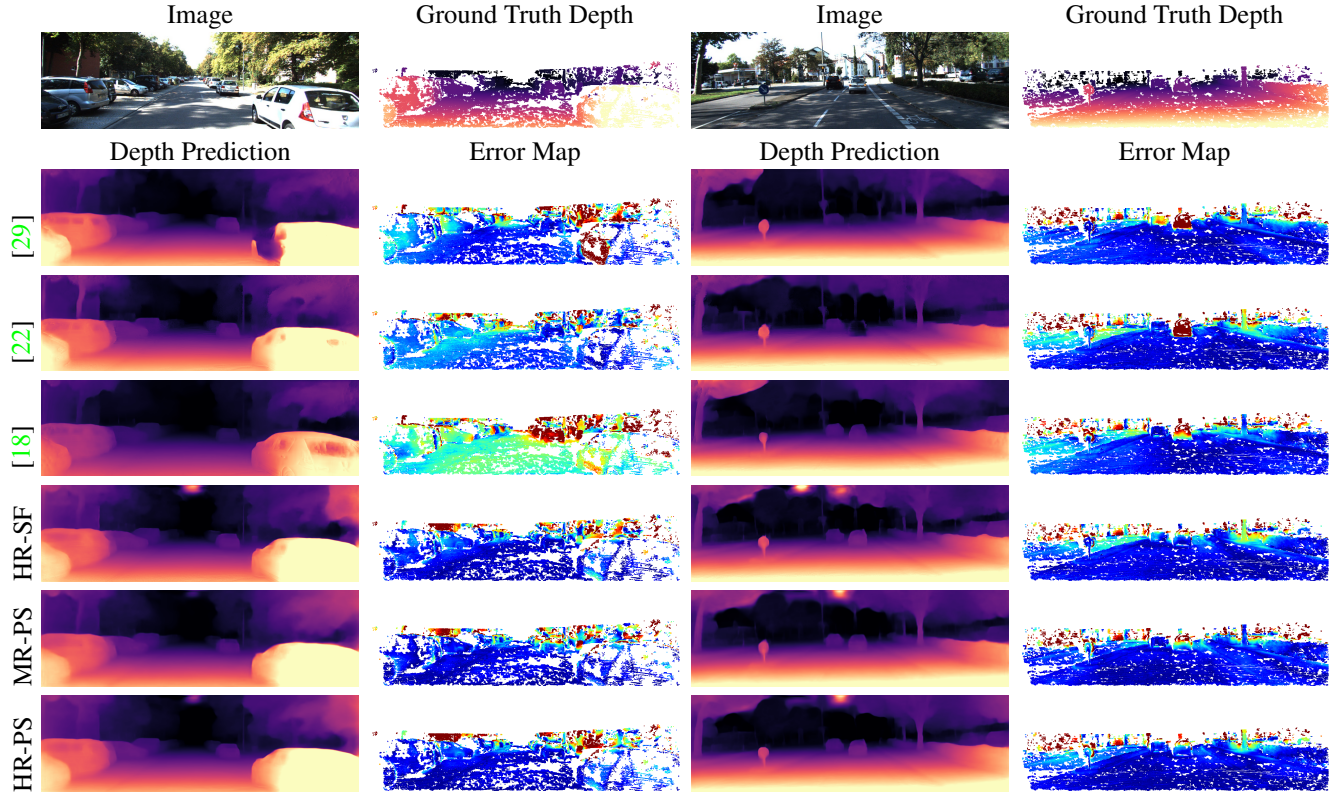 Image Ground Truth Depth Image Ground Truth Depth
Depth Prediction Error Map Depth Prediction Error Map
[29]
[22]
[18]
HR-SF
MR-PS
HR-PS